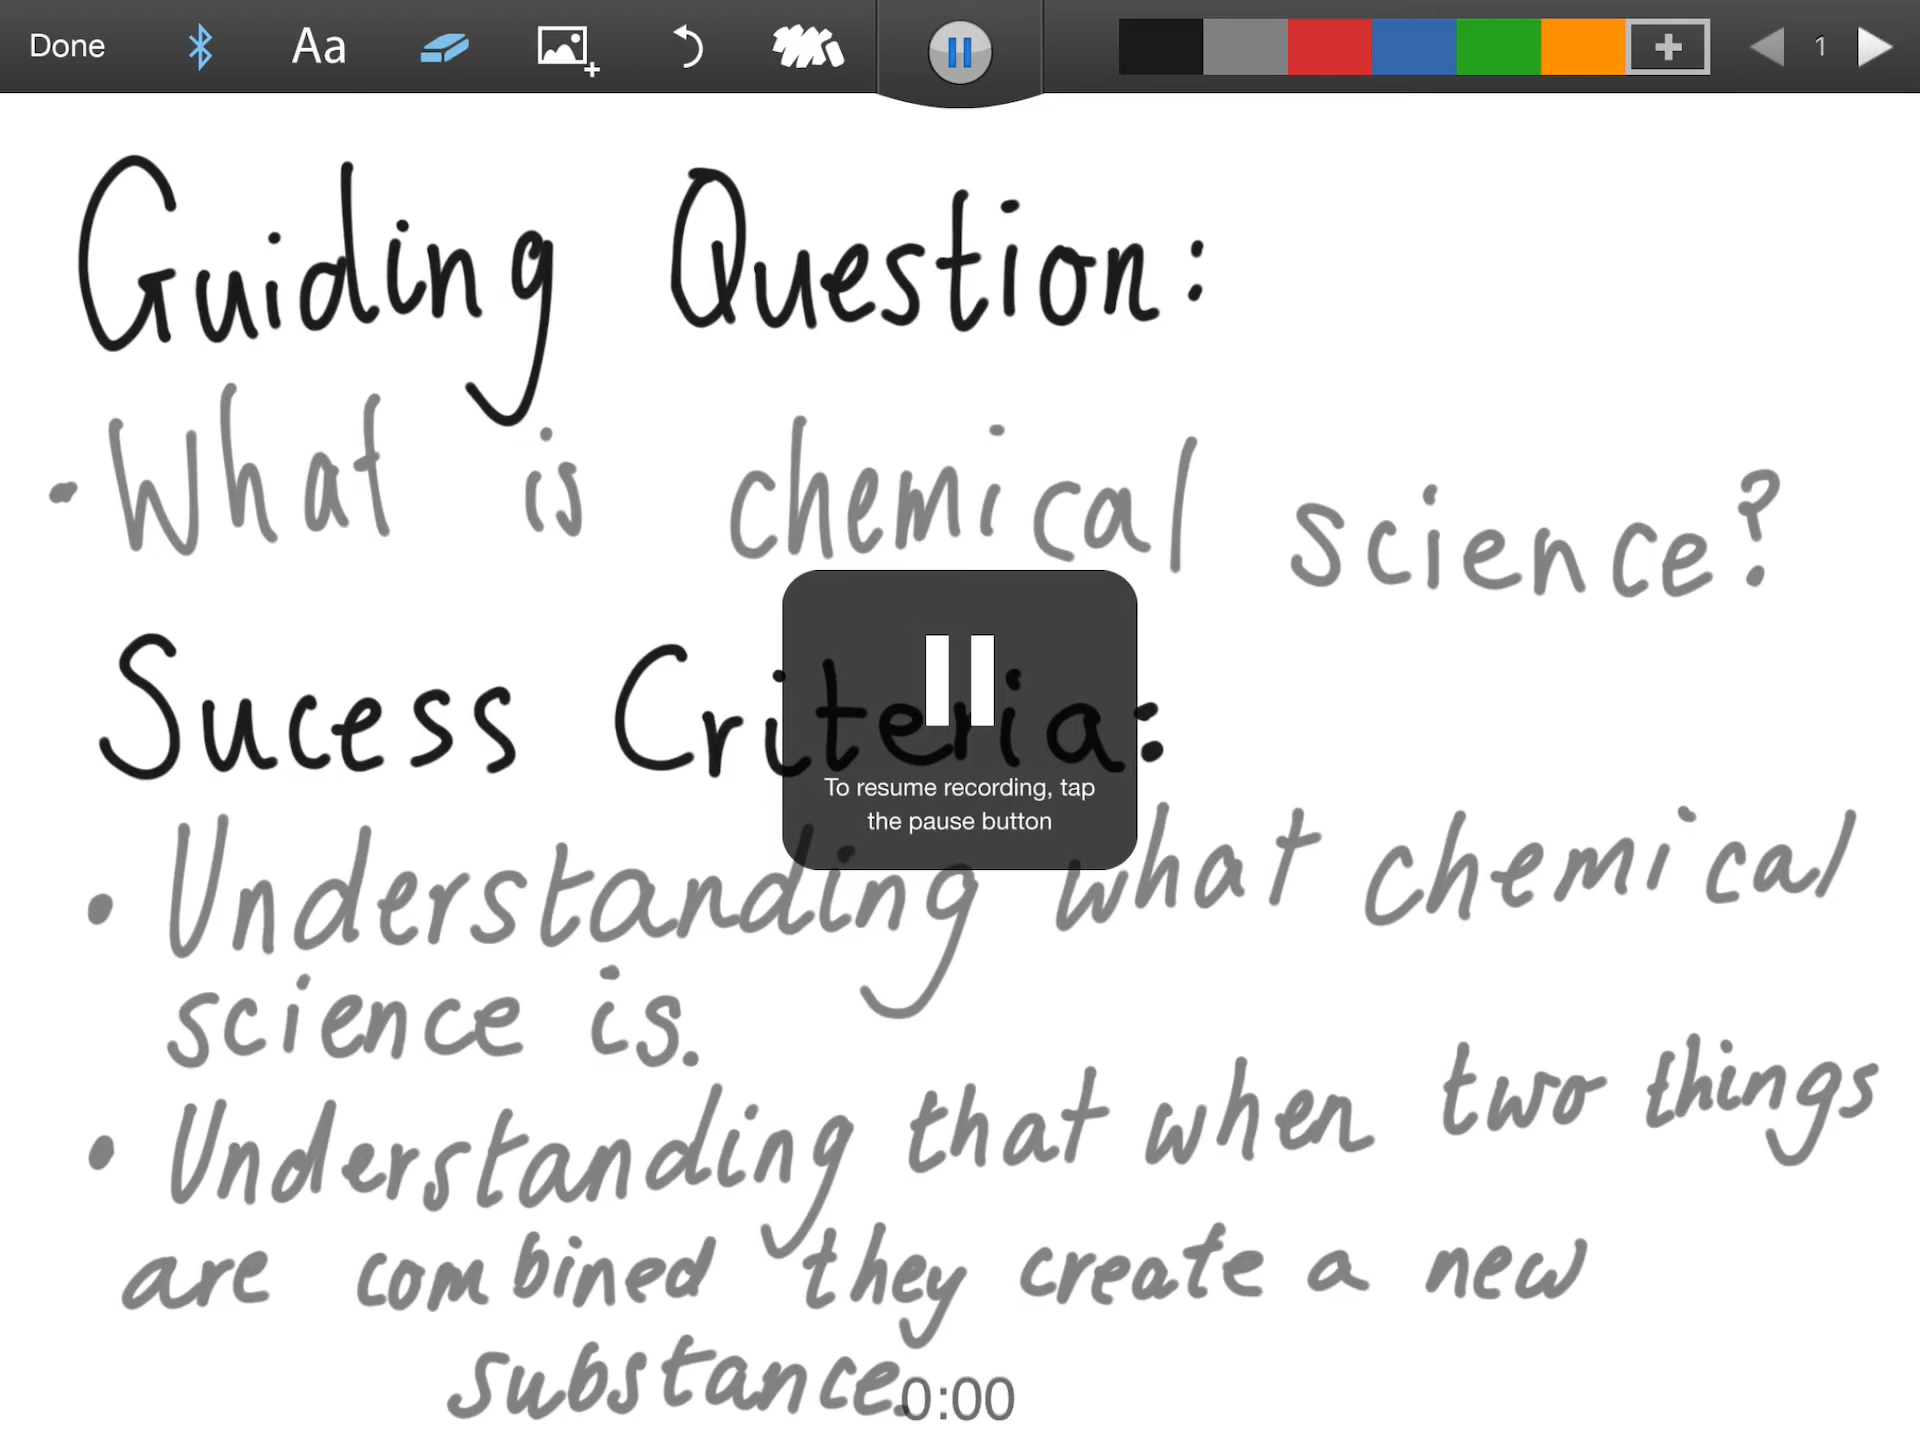 Done Aa 1
Guiding Question:
• What is chemical science?
Sucess Criteria:
To resume recording, tap
the pause button
• Understanding what chemical
science is.
• Understanding that when two things
are combined they create a new
substance.
0:00